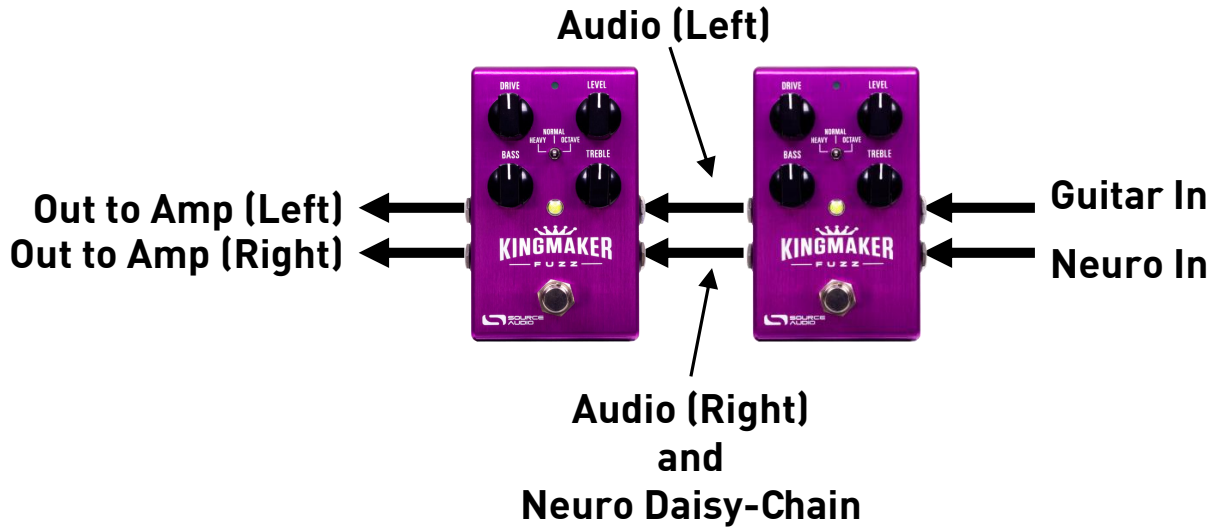 Audio (Left)
DRIVE LEVEL
NORMAL
HEAVY OCTAVE
BASS TREBLE
KINGMAKER
FUZZ
SOURCE
AUDIO
DRIVE LEVEL
NORMAL
HEAVY OCTAVE
BASS TREBLE
KINGMAKER
FUZZ
SOURCE
AUDIO
Out to Amp (Left)
Out to Amp (Right)
Guitar In
Neuro In
Audio (Right)
and
Neuro Daisy-Chain